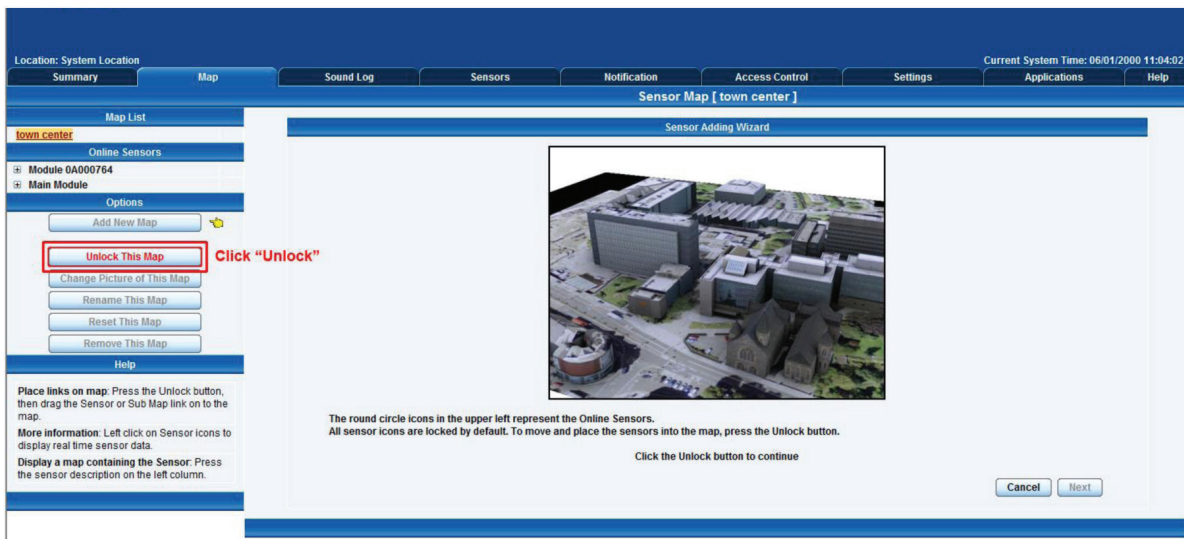 Location: System Location
Current System Time: 06/01/2000 11:04:02
Summary Map Sound Log Sensors Notification Access Control Settings Applications Help
Sensor Map [ town center ]
Map List
town center
Online Sensors
Module 0A000764
Main Module
Options
Add New Map
Unlock This Map
Click “Unlock”
Change Picture of This Map
Rename This Map
Reset This Map
Remove This Map
Help
Place links on map: Press the Unlock button,
then drag the Sensor or Sub Map link on to the
map.
More information: Left click on Sensor icons to
display real time sensor data.
Display a map containing the Sensor: Press
the sensor description on the left column.
Sensor Adding Wizard
The round circle icons in the upper left represent the Online Sensors.
All sensor icons are locked by default. To move and place the sensors into the map, press the Unlock button.
Click the Unlock button to continue
Cancel Next